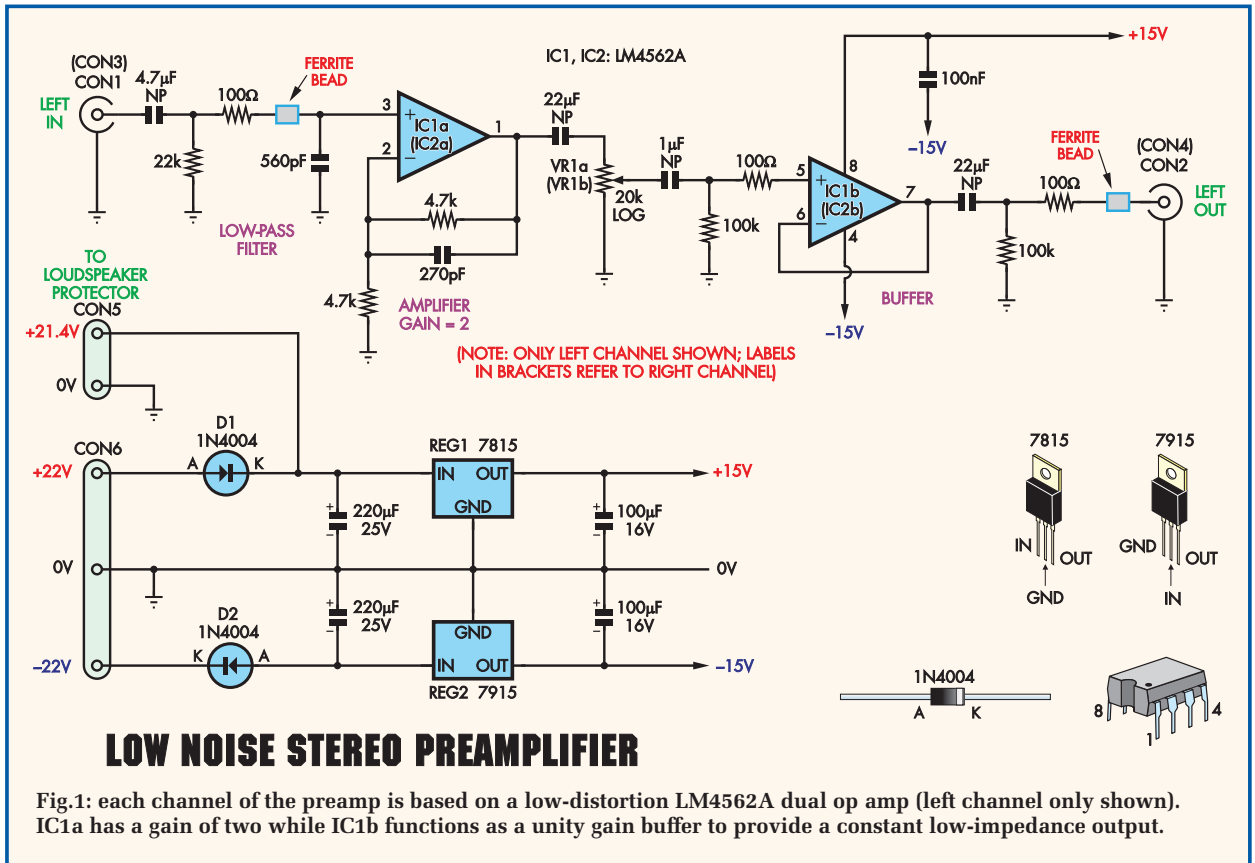 (CON3)
CON1
LEFT
IN
4.7µF
NP
22k
100Ω
FERRITE
BEAD
560pF
LOW-PASS
FILTER
3
2
+
–
IC1a
(IC2a)
1
4.7k
270pF
4.7k
AMPLIFIER
GAIN = 2
IC1, IC2: LM4562A
22µF
NP
VR1a
(VR1b)
20k
LOG
1µF
NP
100k
100Ω
5
6
+
–
IC1b
(IC2b)
8
4
7
–15V
BUFFER
+15V
100nF
–15V
22µF
NP
100k
100Ω
FERRITE
BEAD
(CON4)
CON2
LEFT
OUT
(NOTE: ONLY LEFT CHANNEL SHOWN; LABELS
IN BRACKETS REFER TO RIGHT CHANNEL)
TO
LOUDSPEAKER
PROTECTOR
CON5
+21.4V
0V
CON6
+22V
0V
–22V
D1
1N4004
A
K
D2
1N4004
K
A
+
–
220µF
25V
+
–
220µF
25V
REG1 7815
IN
OUT
GND
GND
IN
OUT
REG2 7915
+
–
100µF
16V
+
–
100µF
16V
+15V
0V
–15V
7815
IN
OUT
GND
7915
GND
OUT
IN
1N4004
A
K
8
4
1
LOW NOISE STEREO PREAMPLIFIER
Fig.1: each channel of the preamp is based on a low-distortion LM4562A dual op amp (left channel only shown).
IC1a has a gain of two while IC1b functions as a unity gain buffer to provide a constant low-impedance output.